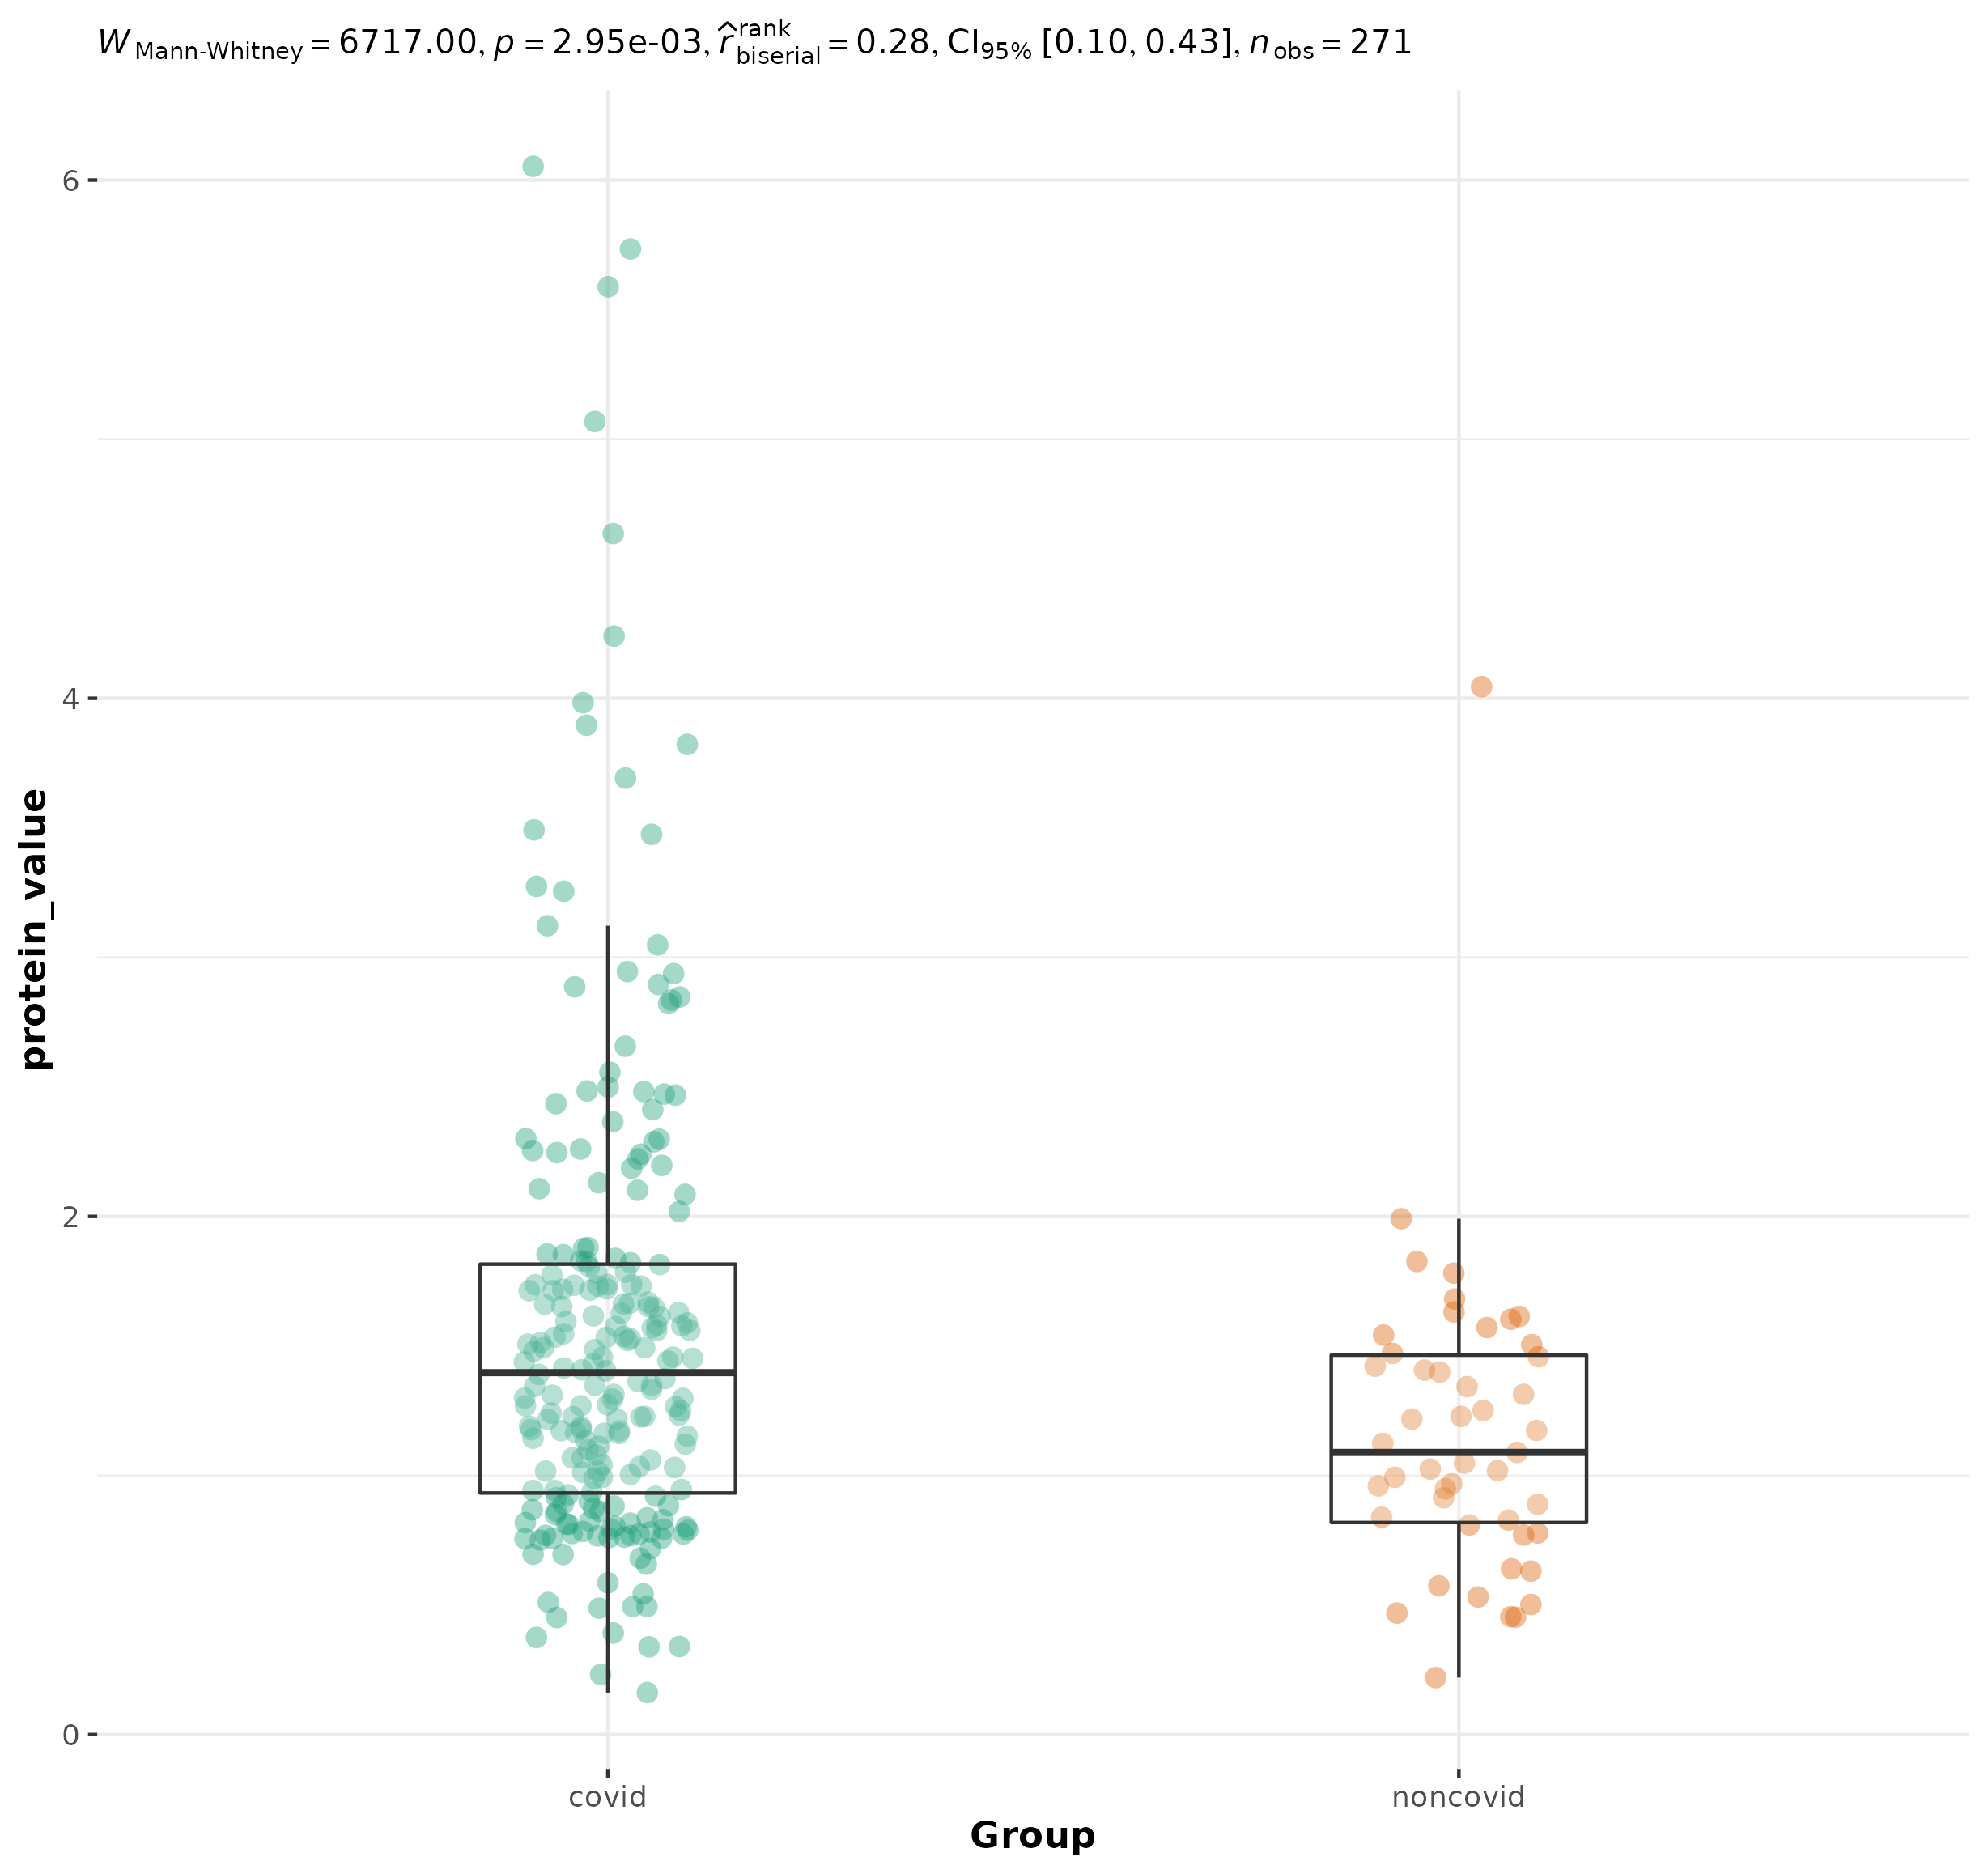 W Mann-Whitney = 6717.00, p = 2.95e-03, r̂ rank biserial = 0.28, CI95% [0.10, 0.43], nobs = 271
6
4
2
0
protein_value
covid noncovid
Group